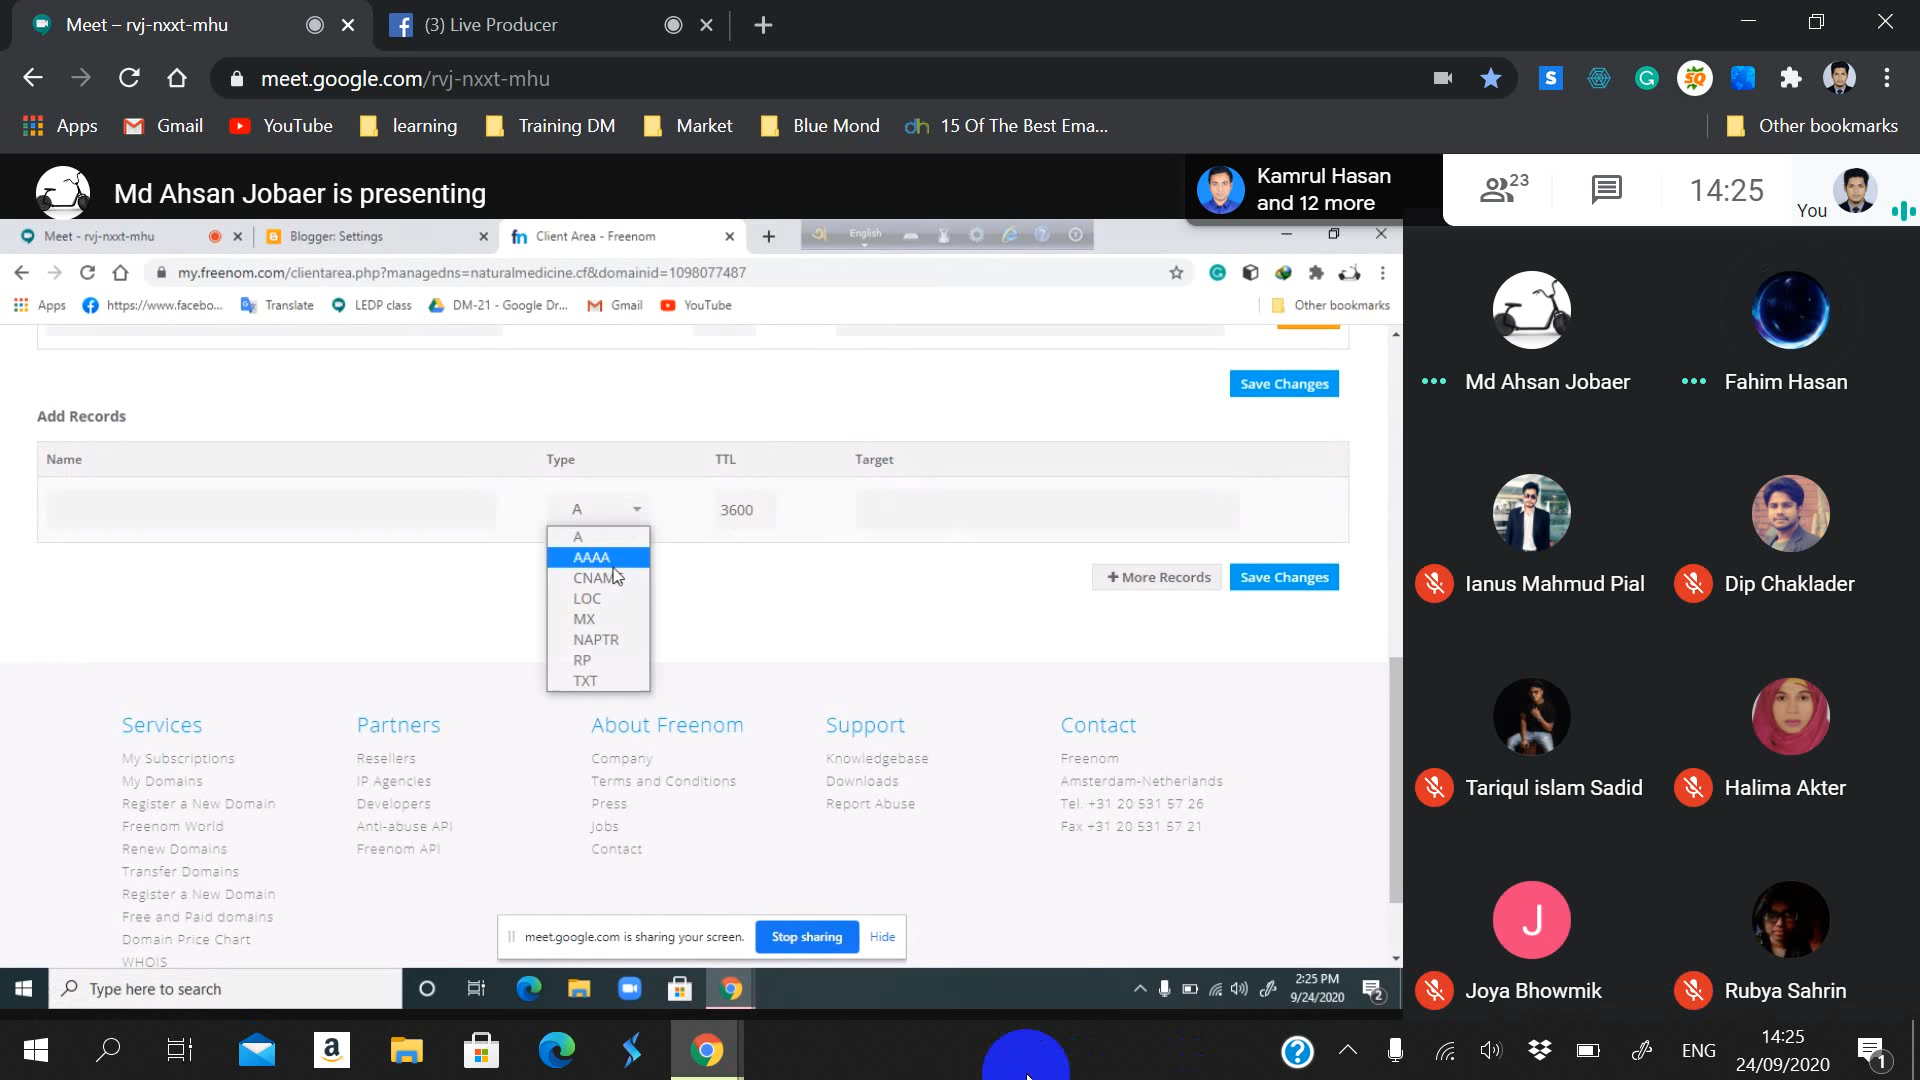 Meet – rvj-nxxt-mhu
(3) Live Producer
meet.google.com/rvj-nxxt-mhu
Apps
Gmail
YouTube
learning
Training DM
Market
Blue Mond
dh
15 Of The Best Ema...
Other bookmarks
Md Ahsan Jobaer is presenting
Kamrul Hasan
and 12 more
23
14:25
You
Meet - rvj-nxxt-mhu
Blogger: Settings
fn
Client Area - Freenom
English
my.freenom.com/clientarea.php?managedns=naturalmedicine.cf&domainid=1098077487
Apps
https://www.facebo...
Translate
LEDP class
DM-21 - Google Dr...
Gmail
YouTube
Other bookmarks
Save Changes
Add Records
Name
Type
TTL
Target
A
3600
A
AAAA
CNAME
LOC
MX
NAPTR
RP
TXT
+ More Records
Save Changes
Services
My Subscriptions
My Domains
Register a New Domain
Freenom World
Renew Domains
Transfer Domains
Register a New Domain
Free and Paid domains
Domain Price Chart
WHOIS
Partners
Resellers
IP Agencies
Developers
Anti-abuse API
Freenom API
About Freenom
Company
Terms and Conditions
Press
Jobs
Contact
Support
Knowledgebase
Downloads
Report Abuse
Contact
Freenom
Amsterdam-Netherlands
Tel. +31 20 531 57 26
Fax +31 20 531 57 21
meet.google.com is sharing your screen.
Stop sharing
Hide
Type here to search
2:25 PM
9/24/2020
2
Md Ahsan Jobaer
Fahim Hasan
Ianus Mahmud Pial
Dip Chaklader
Tariqul islam Sadid
Halima Akter
J
Joya Bhowmik
Rubya Sahrin
ENG
14:25
24/09/2020
1